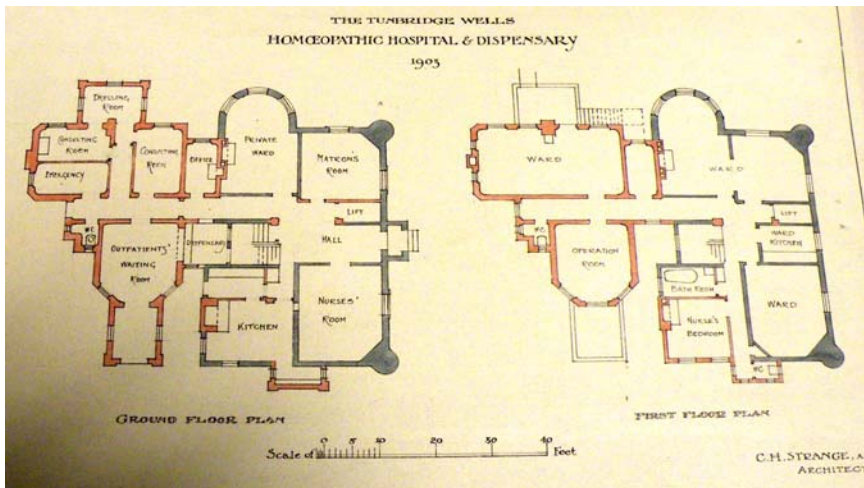 THE TUNBRIDGE WELLS
HOMŒOPATHIC HOSPITAL & DISPENSARY
1903
DRESSING
ROOM
CONSULTING
ROOM
CONSULTING
ROOM
OFFICE
PRIVATE
WARD
MATRON'S
ROOM
EMERGENCY
LIFT
WC
OUTPATIENTS'
WAITING
ROOM
DISPENSARY
HALL
KITCHEN
NURSES'
ROOM
GROUND FLOOR PLAN
WARD
WARD
LIFT
WC
WARD
KITCHEN
OPERATION
ROOM
BATH ROOM
WARD
NURSE'S
BEDROOM
WC
FIRST FLOOR PLAN
Scale of 0 5 10 20 30 40 Feet
C.H. STRANGE, A
ARCHITECT